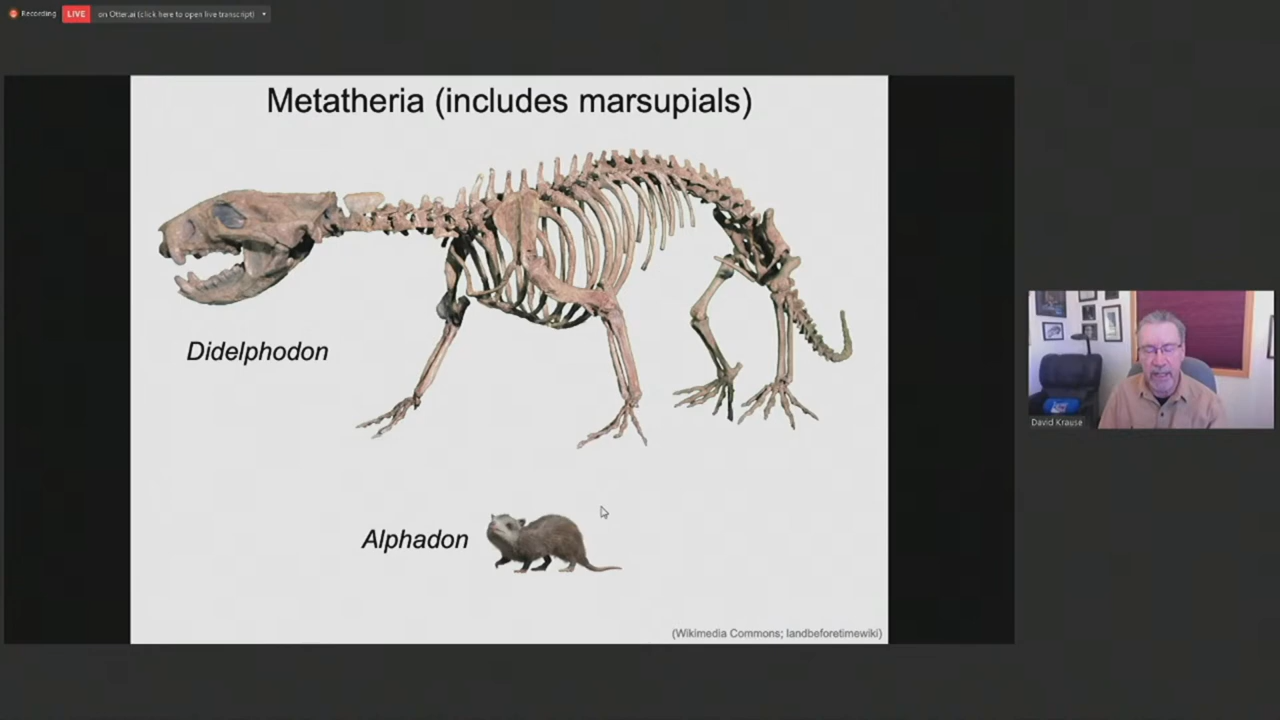 Recording
LIVE
on Otter.ai (click here to open live transcript)
Metatheria (includes marsupials)
Didelphodon
David Krause
Alphadon
(Wikimedia Commons; landbeforetimewiki)